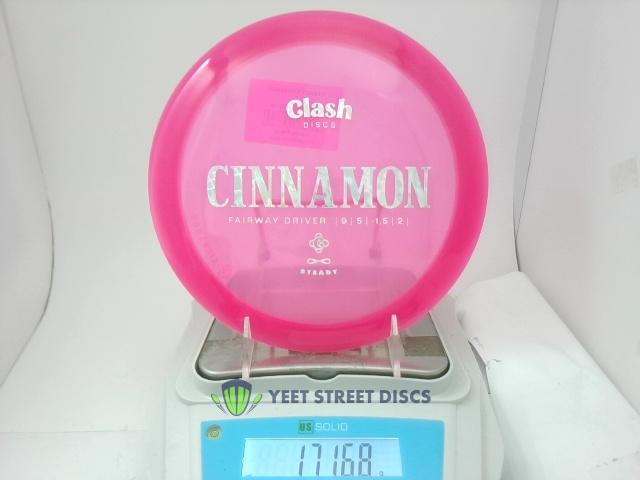 Clash
DISCS
CINNAMON
FAIRWAY DRIVER | 9 | 5 | -1.5 | 2 |
STEADY
YEET STREET DISCS
US SOLID
171.68 g